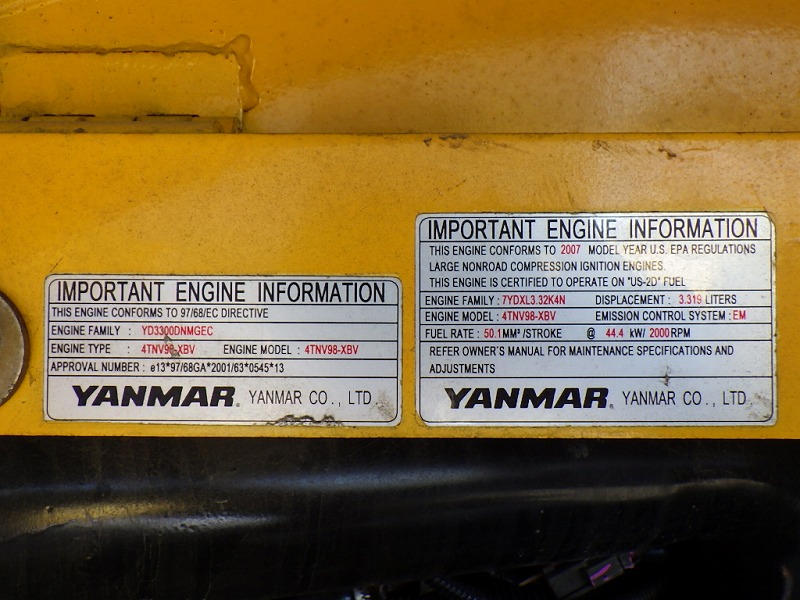 IMPORTANT ENGINE INFORMATION
THIS ENGINE CONFORMS TO 97/68/EC DIRECTIVE
ENGINE FAMILY : YD3300DNMGEC
ENGINE TYPE : 4TNV98-XBV ENGINE MODEL : 4TNV98-XBV
APPROVAL NUMBER : e13*97/68GA*2001/63*0545*13
YANMAR. YANMAR CO., LTD
IMPORTANT ENGINE INFORMATION
THIS ENGINE CONFORMS TO 2007 MODEL YEAR U.S. EPA REGULATIONS
LARGE NONROAD COMPRESSION IGNITION ENGINES.
THIS ENGINE IS CERTIFIED TO OPERATE ON "US-2D" FUEL
ENGINE FAMILY : 7YDXL3.32K4N DISPLACEMENT : 3.319 LITERS
ENGINE MODEL : 4TNV98-XBV EMISSION CONTROL SYSTEM : EM
FUEL RATE : 50.1 MM³/STROKE @ 44.4 kW/ 2000 RPM
REFER OWNER'S MANUAL FOR MAINTENANCE SPECIFICATIONS AND
ADJUSTMENTS
YANMAR. YANMAR CO., LTD